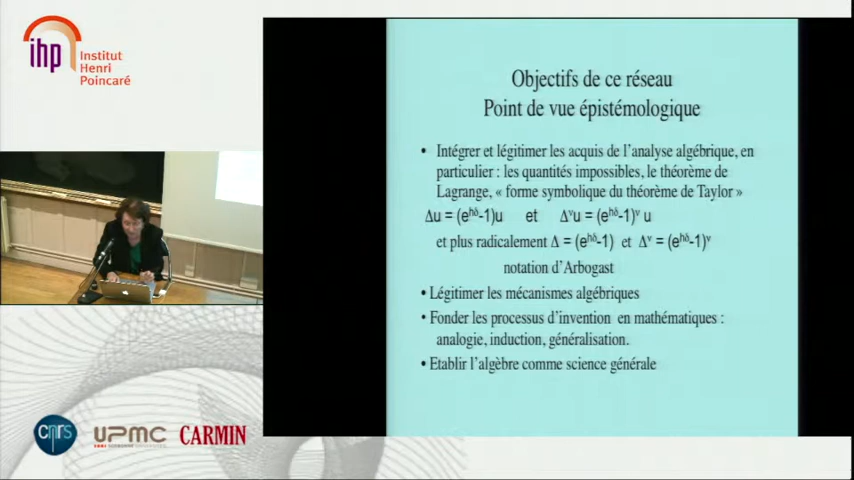 ihp
Institut
Henri
Poincaré
Objectifs de ce réseau
Point de vue épistémologique
• Intégrer et légitimer les acquis de l'analyse algébrique, en
particulier : les quantités impossibles, le théorème de
Lagrange, « forme symbolique du théorème de Taylor »
Δu = (e^hδ-1)u et Δ^ν u = (e^hδ-1)^ν u
et plus radicalement Δ = (e^hδ-1) et Δ^ν = (e^hδ-1)^ν
notation d'Arbogast
• Légitimer les mécanismes algébriques
• Fonder les processus d'invention en mathématiques :
analogie, induction, généralisation.
• Etablir l'algèbre comme science générale
cnrs
UPMC
CARMIN